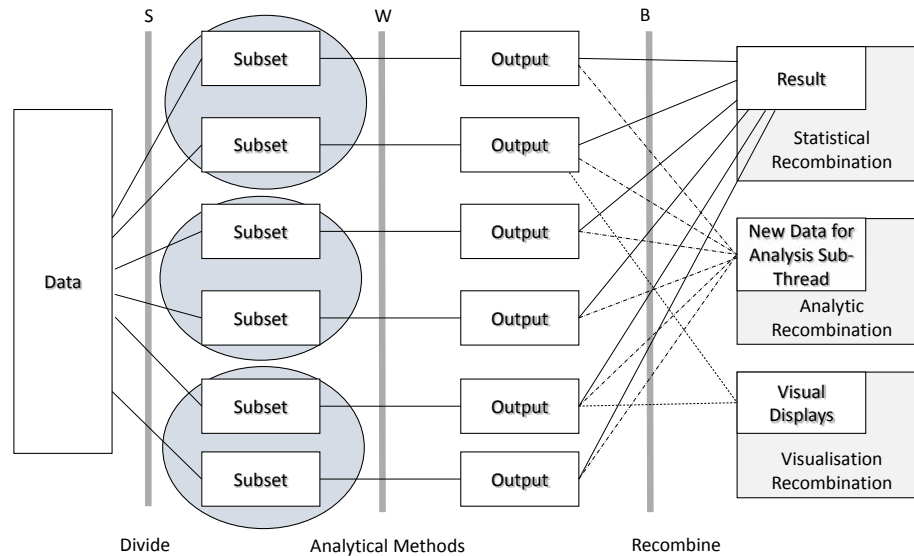 S
W
B
Subset
Output
Result
Statistical
Recombination
Subset
Output
Data
Subset
Output
New Data for
Analysis Sub-
Thread
Analytic
Recombination
Subset
Output
Subset
Output
Visual
Displays
Visualisation
Recombination
Subset
Output
Divide
Analytical Methods
Recombine